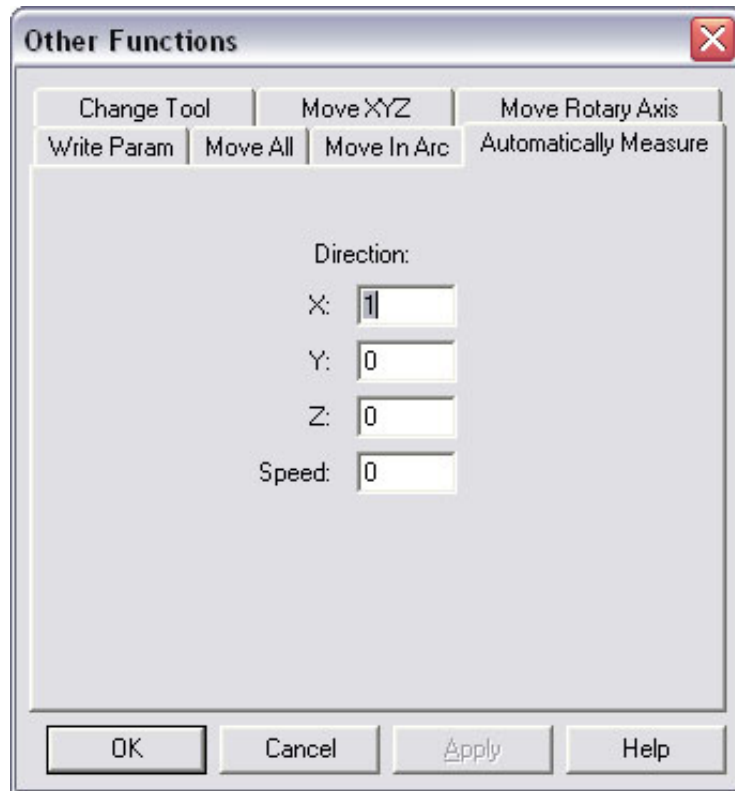 Other Functions
Change Tool Move XYZ Move Rotary Axis
Write Param Move All Move In Arc Automatically Measure
Direction:
X: 1
Y: 0
Z: 0
Speed: 0
OK Cancel Apply Help